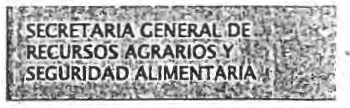 SECRETARIA GENERAL DE
RECURSOS AGRARIOS Y
SEGURIDAD ALIMENTARIA